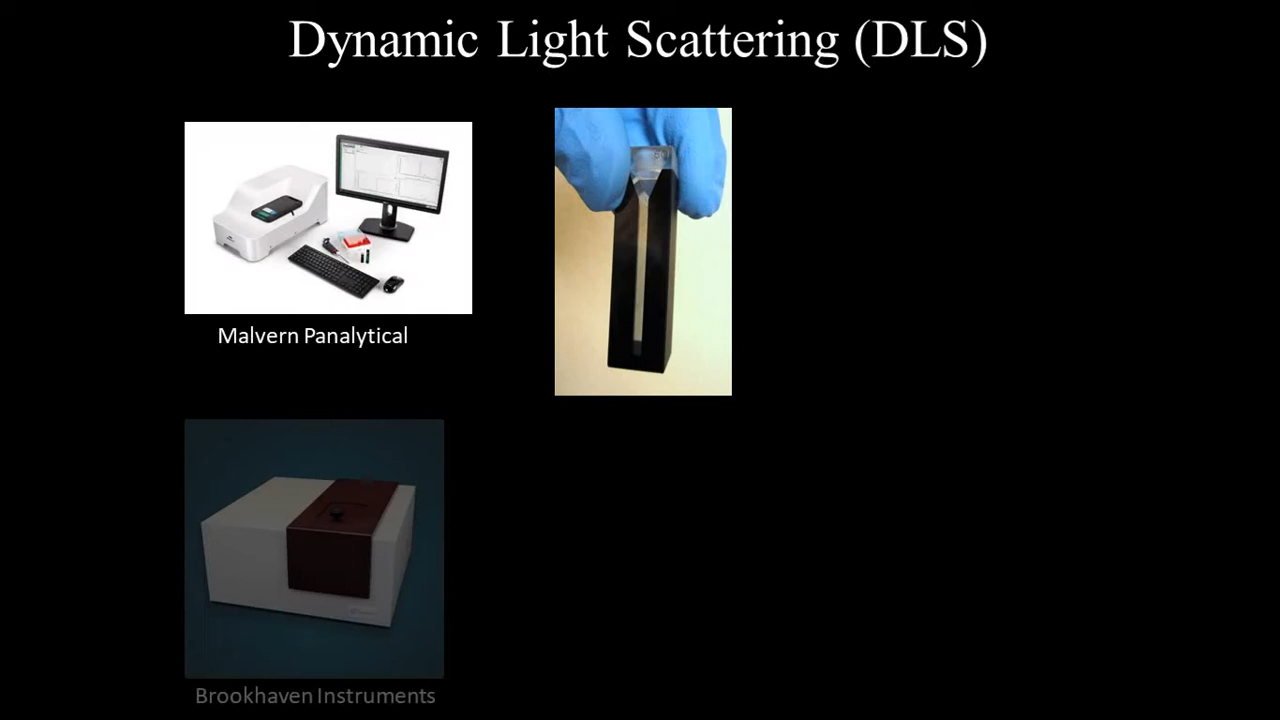 Dynamic Light Scattering (DLS)
Malvern Panalytical
Brookhaven Instruments